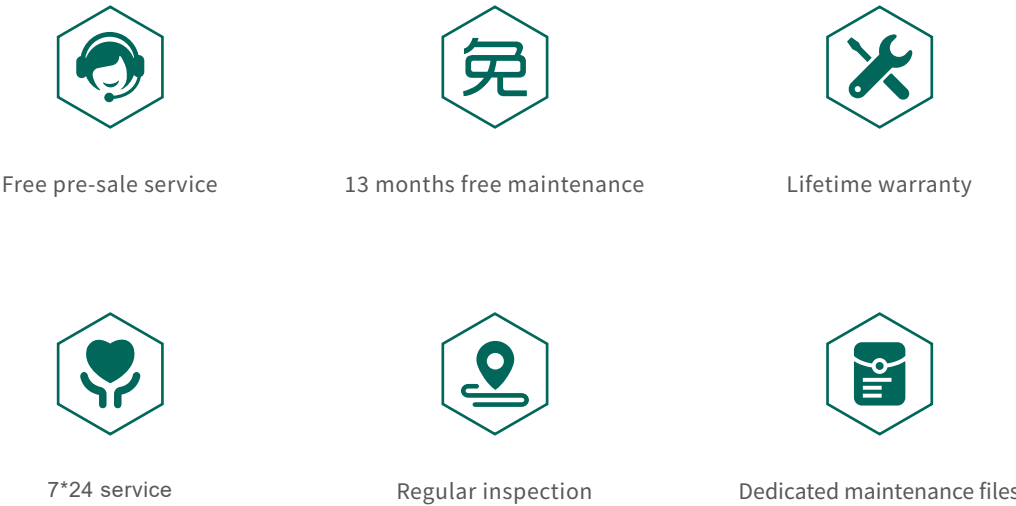 免
Free pre-sale service
13 months free maintenance
Lifetime warranty
7*24 service
Regular inspection
Dedicated maintenance files